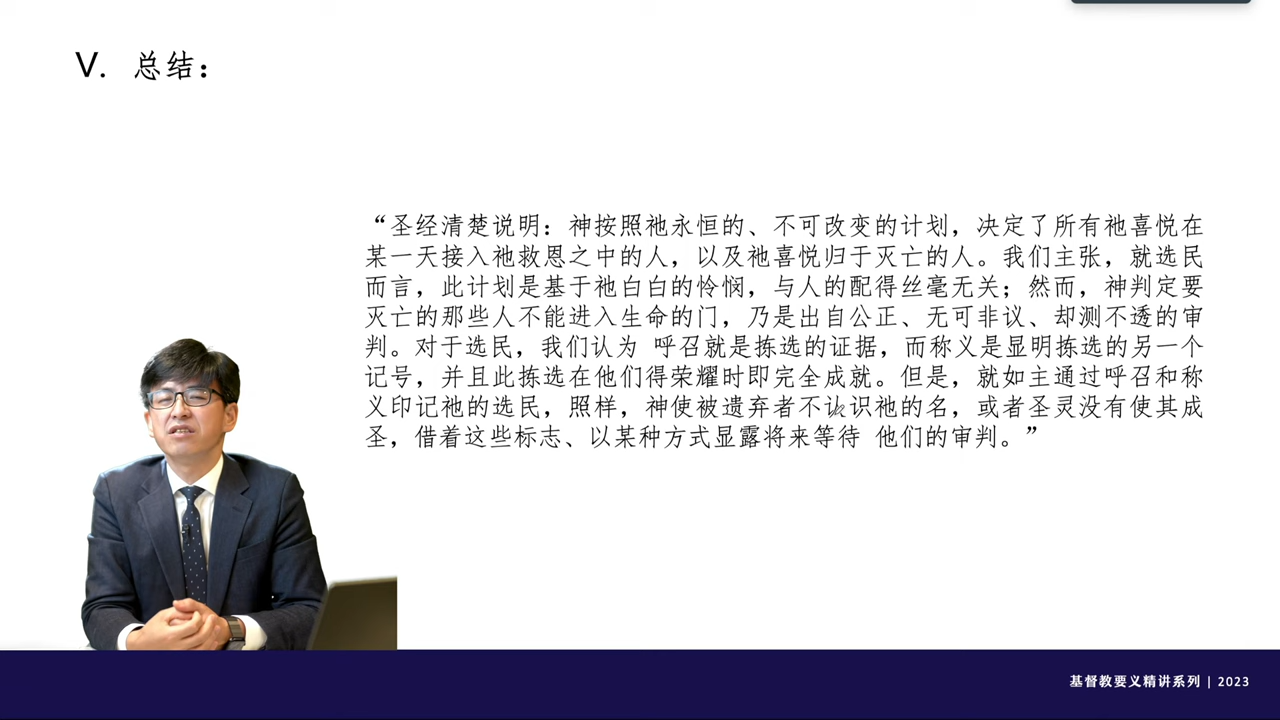 V. 总结：
“圣经清楚说明：神按照祂永恒的、不可改变的计划，决定了所有祂喜悦在
某一天接入祂救恩之中的人，以及祂喜悦归于灭亡的人。我们主张，就选民
而言，此计划是基于祂白白的怜悯，与人的配得丝毫无关；然而，神判定要
灭亡的那些人不能进入生命的门，乃是出自公正、无可非议、却测不透的审
判。对于选民，我们认为 呼召就是拣选的证据，而称义是显明拣选的另一个
记号，并且此拣选在他们得荣耀时即完全成就。但是，就如主通过呼召和称
义印记祂的选民，照样，神使被遗弃者不认识祂的名，或者圣灵没有使其成
圣，借着这些标志、以某种方式显露将来等待 他们的审判。”
基督教要义精讲系列 | 2023